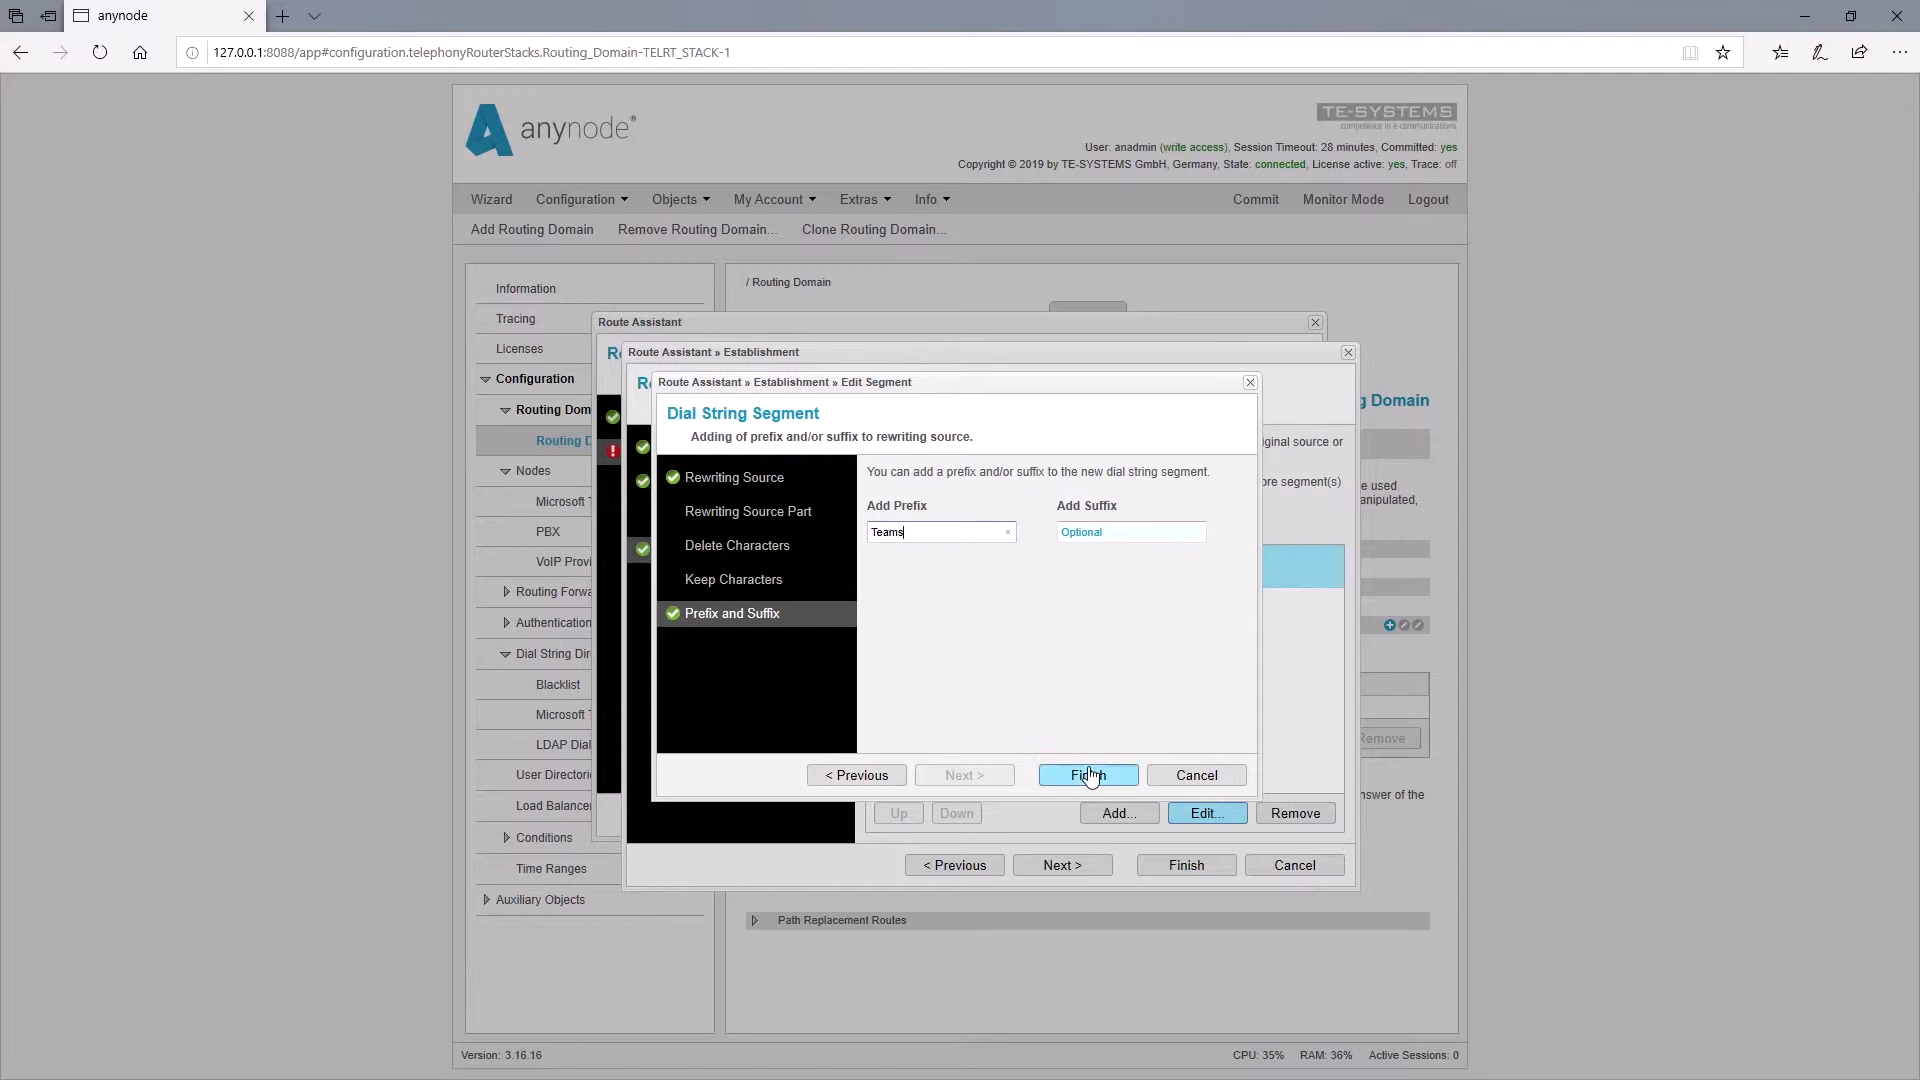 anynode
127.0.0.1:8088/app#configuration.telephonyRouterStacks.Routing_Domain-TELRT_STACK-1
anynode®
TE-SYSTEMS
competence in e-communications
User: anadmin (write access), Session Timeout: 28 minutes, Committed: yes
Copyright © 2019 by TE-SYSTEMS GmbH, Germany, State: connected, License active: yes, Trace: off
Wizard Configuration Objects My Account Extras Info Commit Monitor Mode Logout
Add Routing Domain Remove Routing Domain... Clone Routing Domain...
Information
Tracing
Licenses
Configuration
Routing Dom
Routing D
Nodes
Microsoft T
PBX
VoIP Provi
Routing Forwa
Authentication
Dial String Dir
Blacklist
Microsoft T
LDAP Dial
User Directorie
Load Balancer
Conditions
Time Ranges
Auxiliary Objects
/ Routing Domain
g Domain
e used
anipulated,
Remove
nswer of the
Path Replacement Routes
Route Assistant
Ro
Route Assistant » Establishment
Ro
iginal source or
ore segment(s)
Up Down Add... Edit... Remove
< Previous Next > Finish Cancel
Route Assistant » Establishment » Edit Segment
Dial String Segment
Adding of prefix and/or suffix to rewriting source.
Rewriting Source
Rewriting Source Part
Delete Characters
Keep Characters
Prefix and Suffix
You can add a prefix and/or suffix to the new dial string segment.
Add Prefix Add Suffix
Teams Optional
< Previous Next > Finish Cancel
Version: 3.16.16 CPU: 35% RAM: 36% Active Sessions: 0